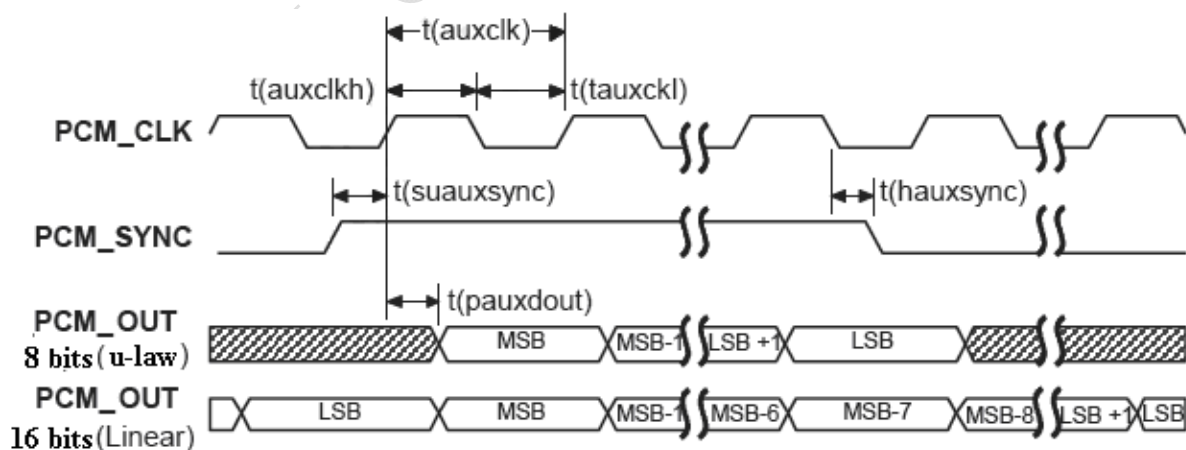 t(auxclk)
t(auxclkh)
t(tauxckl)
PCM_CLK
t(suauxsync)
t(hauxsync)
PCM_SYNC
t(pauxdout)
PCM_OUT
8 bits(u-law)
MSB MSB-1 LSB +1 LSB
PCM_OUT
16 bits(Linear)
LSB MSB MSB-1 MSB-6 MSB-7 MSB-8 LSB +1 LSB